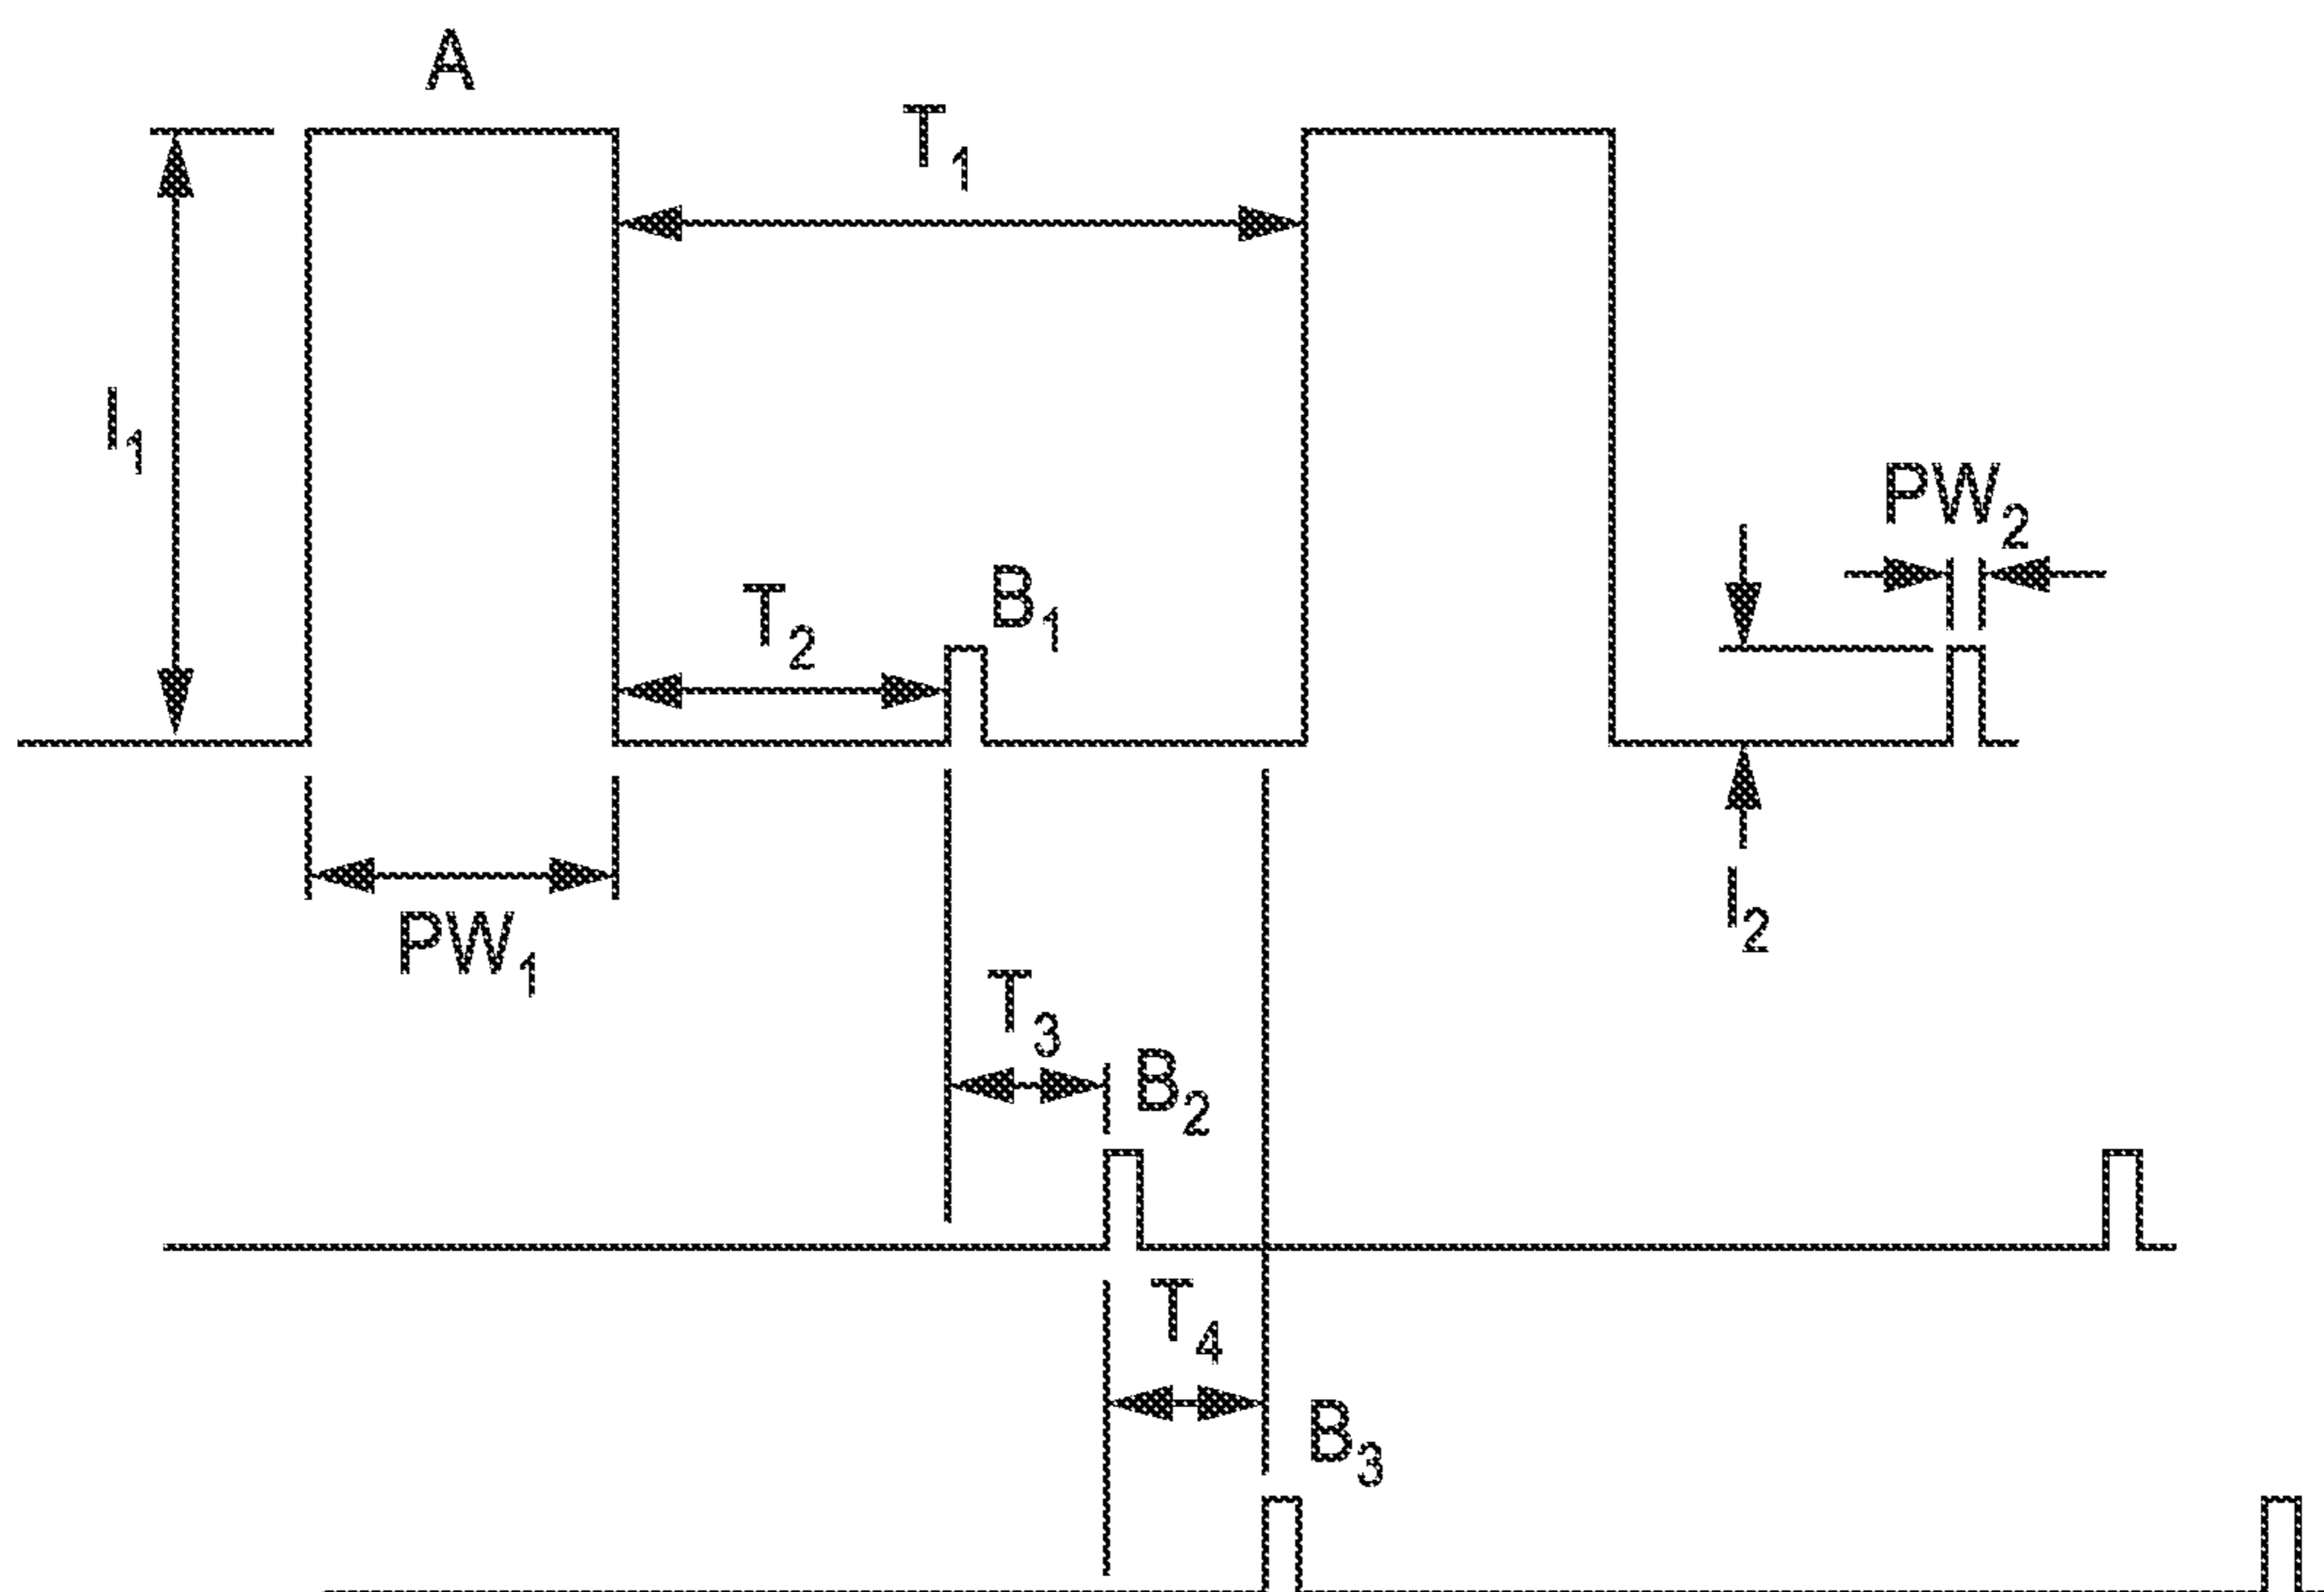 A
T₁
I₁
PW₂
T₂
B₁
PW₁
I₂
T₃
B₂
T₄
B₃